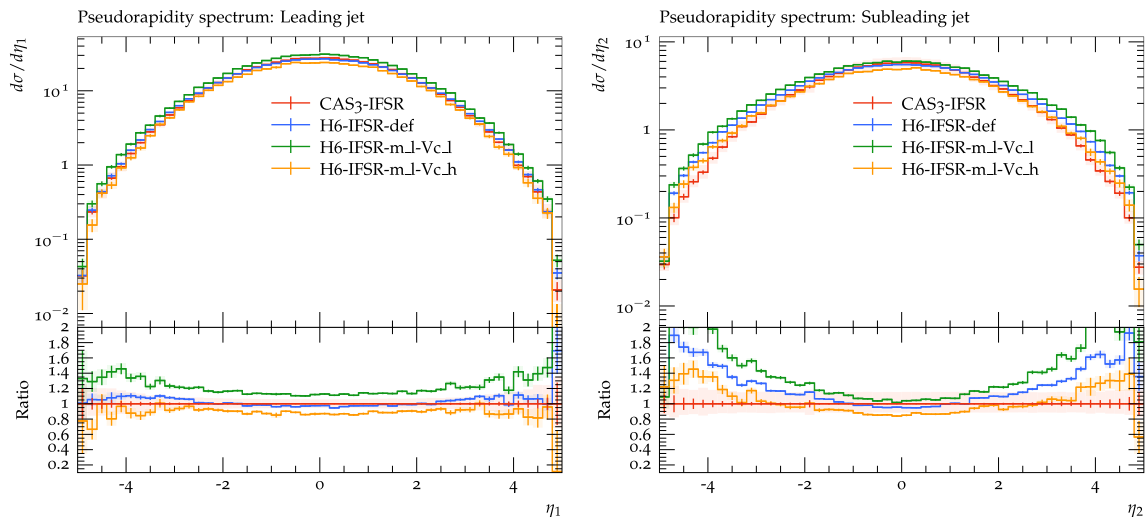 Pseudorapidity spectrum: Leading jet
dσ/dη1
10^1
1
10^−1
10^−2
CAS3-IFSR
H6-IFSR-def
H6-IFSR-m_l-Vc_l
H6-IFSR-m_l-Vc_h
Ratio
2
1.8
1.6
1.4
1.2
1
0.8
0.6
0.4
0.2
-4 -2 0 2 4
η1
Pseudorapidity spectrum: Subleading jet
dσ/dη2
10^1
1
10^−1
10^−2
CAS3-IFSR
H6-IFSR-def
H6-IFSR-m_l-Vc_l
H6-IFSR-m_l-Vc_h
Ratio
2
1.8
1.6
1.4
1.2
1
0.8
0.6
0.4
0.2
-4 -2 0 2 4
η2